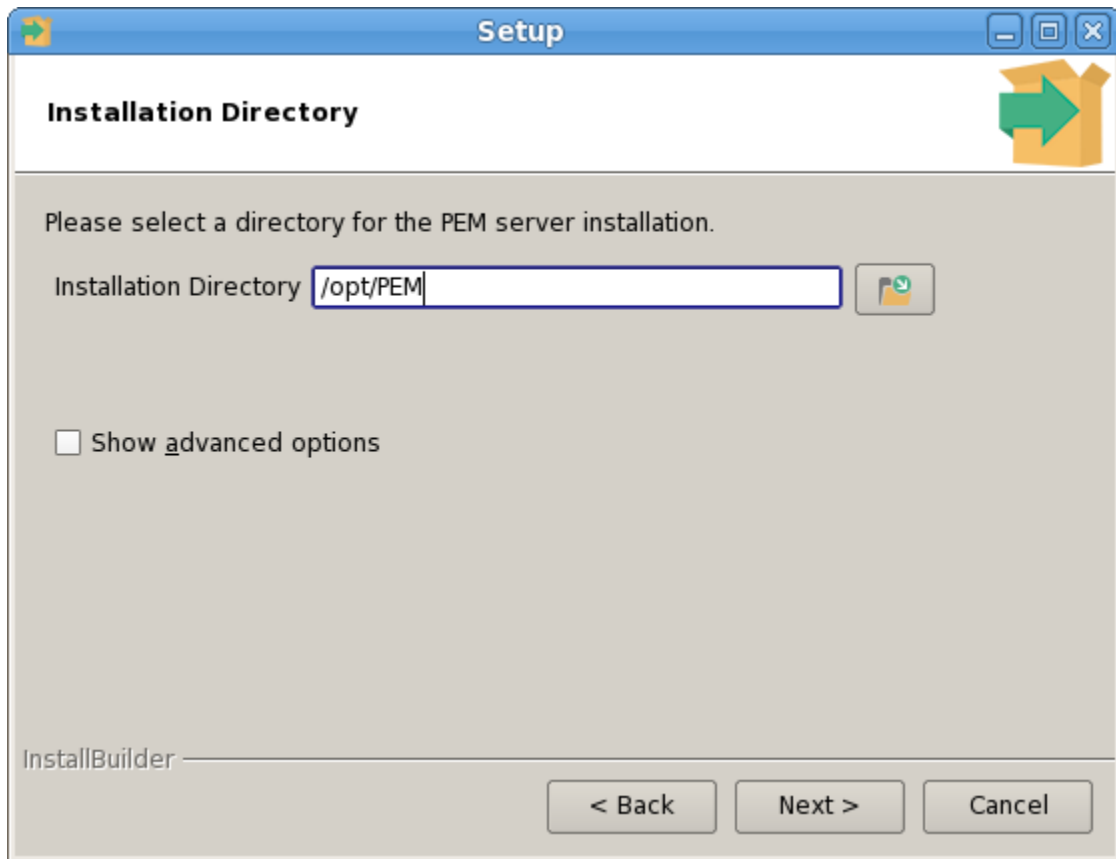 Setup
Installation Directory
Please select a directory for the PEM server installation.
Installation Directory /opt/PEM
Show advanced options
InstallBuilder
< Back Next > Cancel